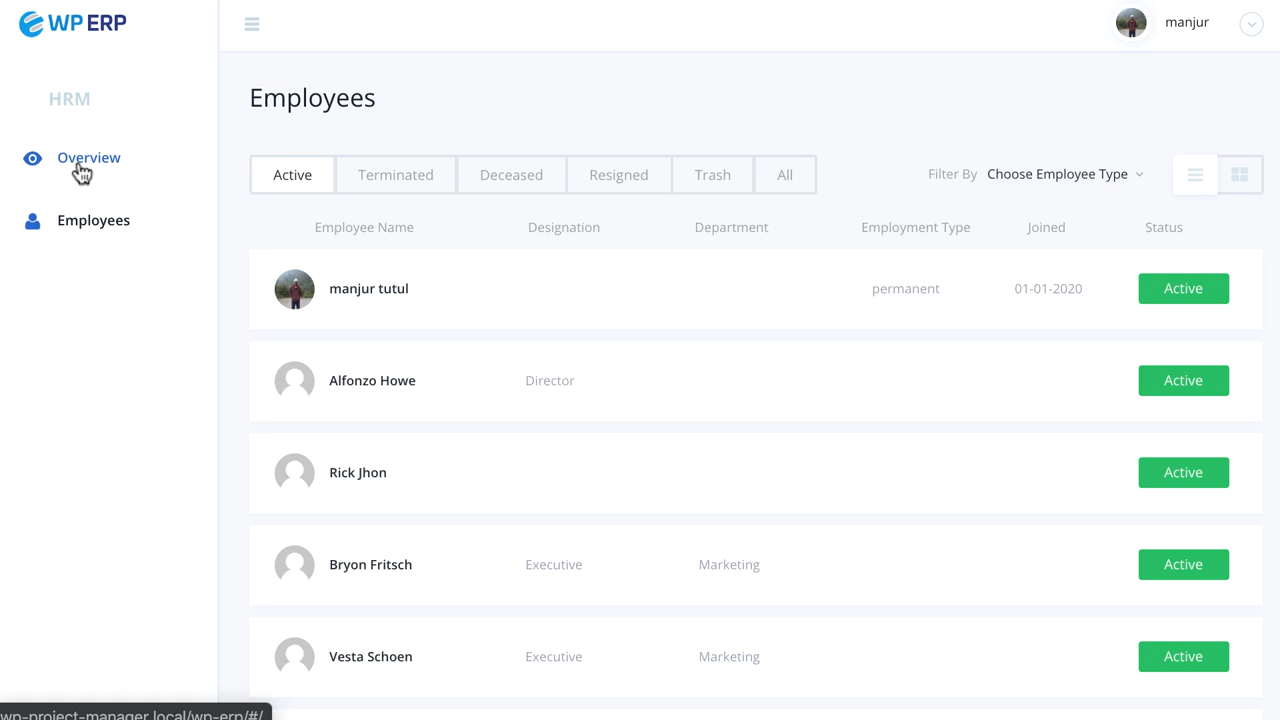 WP ERP
manjur
HRM
Overview
Employees
Employees
Active Terminated Deceased Resigned Trash All
Filter By Choose Employee Type
Employee Name Designation Department Employment Type Joined Status
manjur tutul permanent 01-01-2020 Active
Alfonzo Howe Director Active
Rick Jhon Active
Bryon Fritsch Executive Marketing Active
Vesta Schoen Executive Marketing Active
wp-project-manager.local/wp-erp/#/